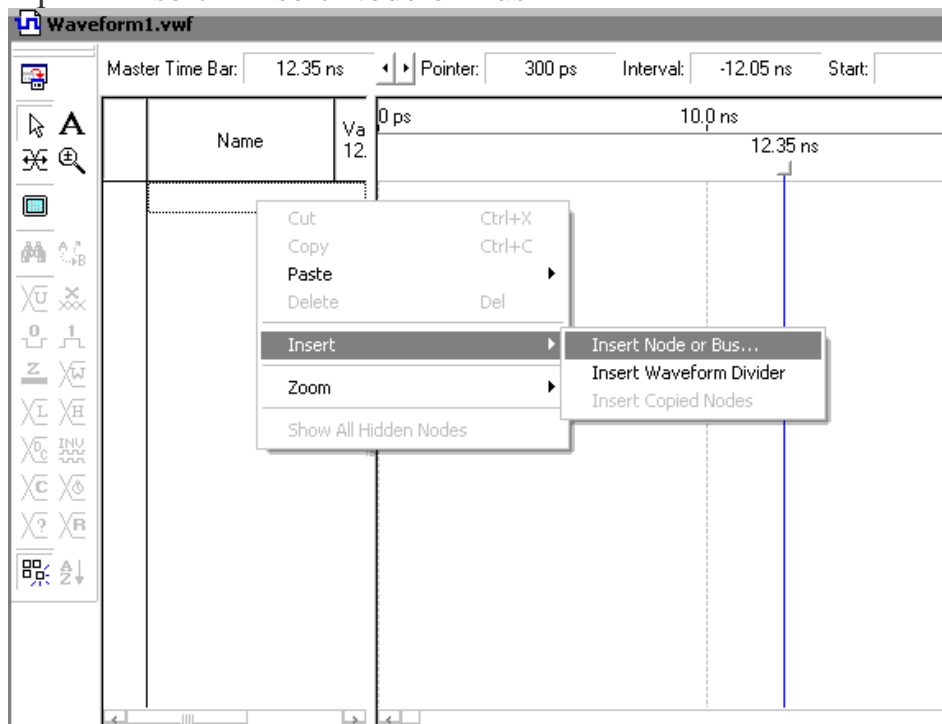 Waveform1.vwf
Master Time Bar: 12.35 ns Pointer: 300 ps Interval: -12.05 ns Start:
A
Name
Va
12.
0 ps 10.0 ns
12.35 ns
Cut Ctrl+X
Copy Ctrl+C
Paste
Delete Del
Insert
Insert Node or Bus...
Insert Waveform Divider
Zoom
Insert Copied Nodes
Show All Hidden Nodes